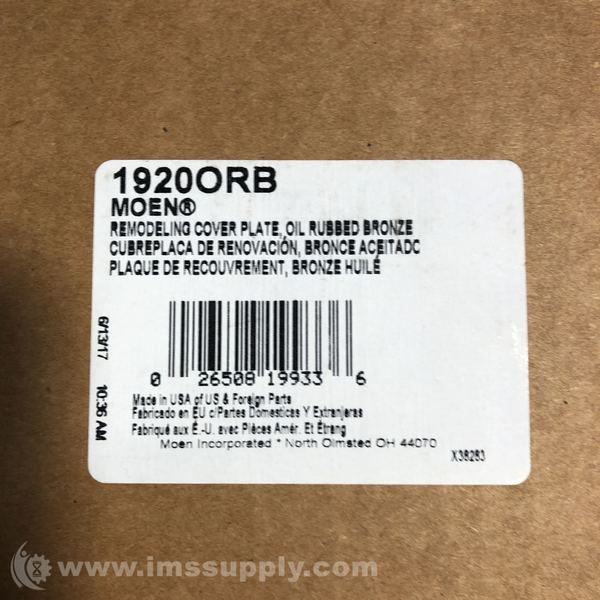 1920ORB
MOEN®
REMODELING COVER PLATE, OIL RUBBED BRONZE
CUBREPLACA DE RENOVACIÓN, BRONCE ACEITADO
PLAQUE DE RECOUVREMENT, BRONZE HUILÉ
6/13/17 10:36 AM
0 26508 19933 6
Made in USA of US & Foreign Parts
Fabricado en EU c/Partes Domesticas Y Extranjeras
Fabriqué aux É.-U. avec Pièces Amér. Et Étrang
Moen Incorporated * North Olmsted OH 44070
X38283
www.imssupply.com